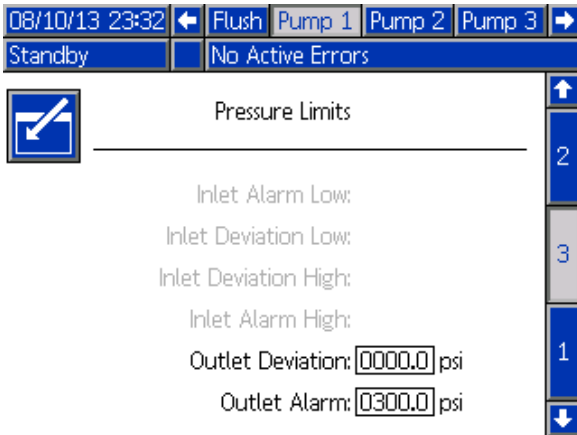 08/10/13 23:32 Flush Pump 1 Pump 2 Pump 3
Standby No Active Errors
Pressure Limits
2
Inlet Alarm Low:
Inlet Deviation Low:
3
Inlet Deviation High:
Inlet Alarm High:
Outlet Deviation: 0000.0 psi
1
Outlet Alarm: 0300.0 psi